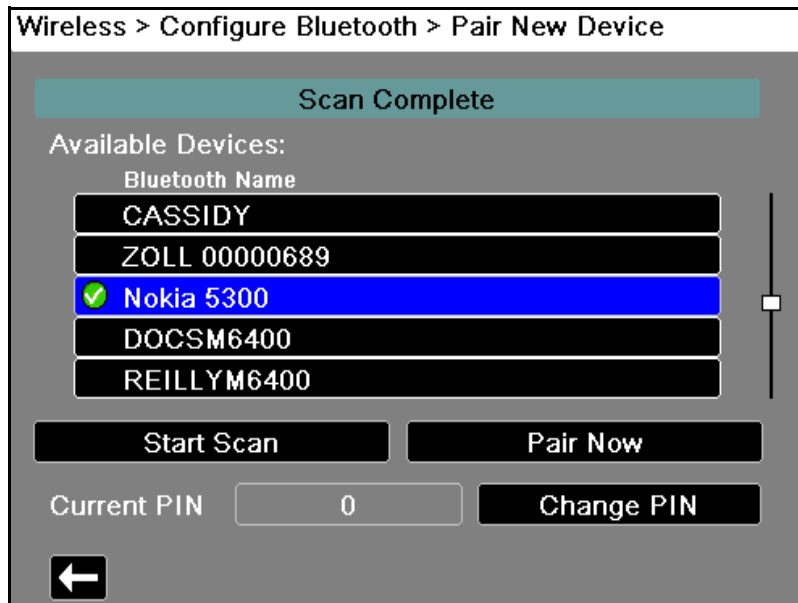 Wireless > Configure Bluetooth > Pair New Device
Scan Complete
Available Devices:
Bluetooth Name
CASSIDY
ZOLL 00000689
Nokia 5300
DOCSM6400
REILLYM6400
Start Scan Pair Now
Current PIN 0 Change PIN